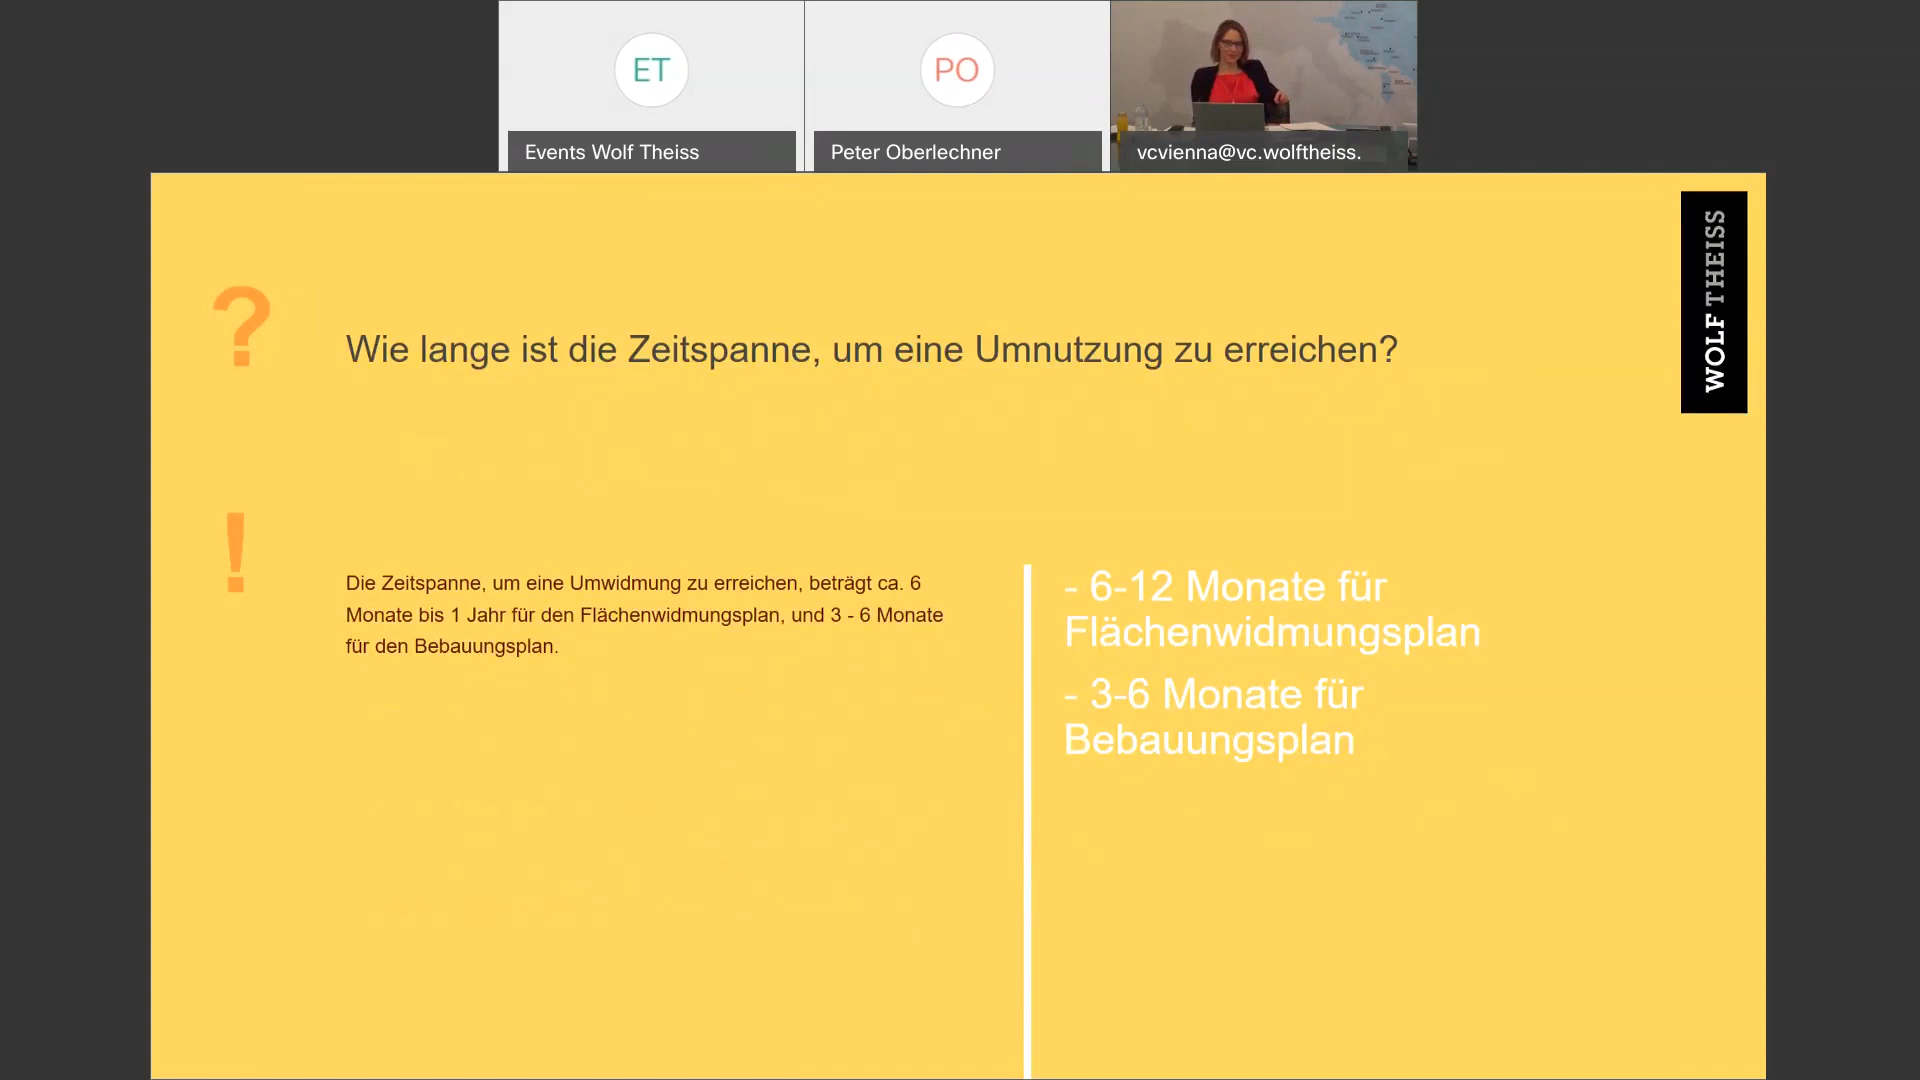 ET
PO
Events Wolf Theiss
Peter Oberlechner
vcvienna@vc.wolftheiss.
WOLF THEISS
?
Wie lange ist die Zeitspanne, um eine Umnutzung zu erreichen?
!
Die Zeitspanne, um eine Umwidmung zu erreichen, beträgt ca. 6
Monate bis 1 Jahr für den Flächenwidmungsplan, und 3 - 6 Monate
für den Bebauungsplan.
- 6-12 Monate für
Flächenwidmungsplan
- 3-6 Monate für
Bebauungsplan